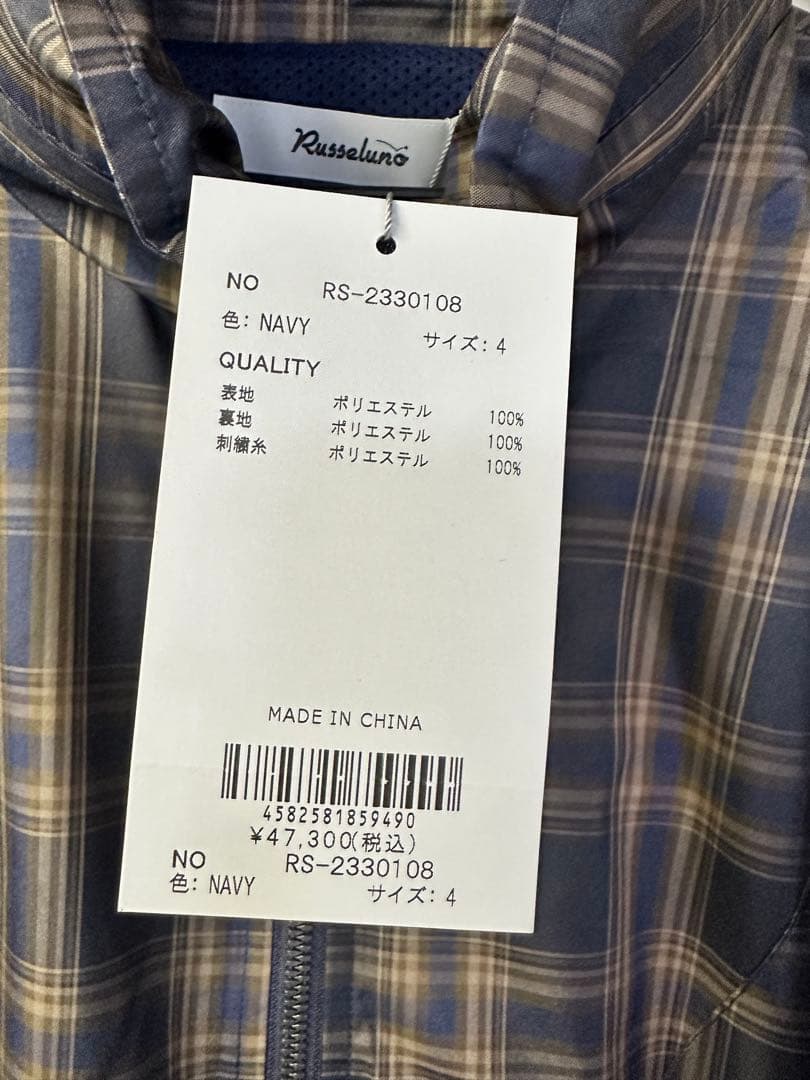 Russeluno
NO RS-2330108
色: NAVY サイズ: 4
QUALITY
表地 ポリエステル 100%
裏地 ポリエステル 100%
刺繍糸 ポリエステル 100%
MADE IN CHINA
4582581859490
¥47,300(税込)
NO RS-2330108
色: NAVY サイズ: 4